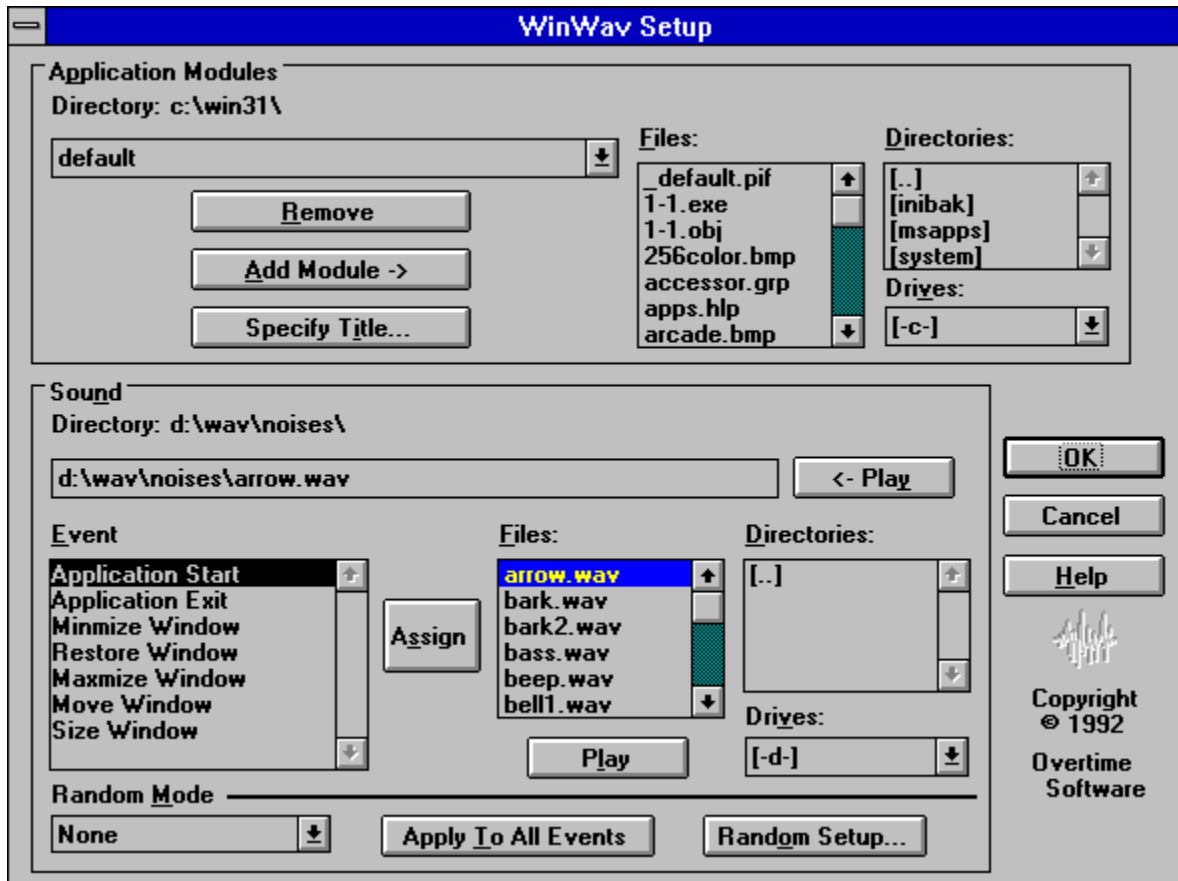 WinWav Setup
Application Modules
Directory: c:\win31\
default
Remove
Add Module ->
Specify Title...
Files:
_default.pif
1-1.exe
1-1.obj
256color.bmp
accessor.grp
apps.hlp
arcade.bmp
Directories:
[..]
[inibak]
[msapps]
[system]
Drives:
[-c-]
Sound
Directory: d:\wav\noises\
d:\wav\noises\arrow.wav
<- Play
Event
Application Start
Application Exit
Minmize Window
Restore Window
Maxmize Window
Move Window
Size Window
Assign
Files:
arrow.wav
bark.wav
bark2.wav
bass.wav
beep.wav
bell1.wav
Play
Directories:
[..]
Drives:
[-d-]
Random Mode
None
Apply To All Events
Random Setup...
OK
Cancel
Help
Copyright
© 1992
Overtime
Software